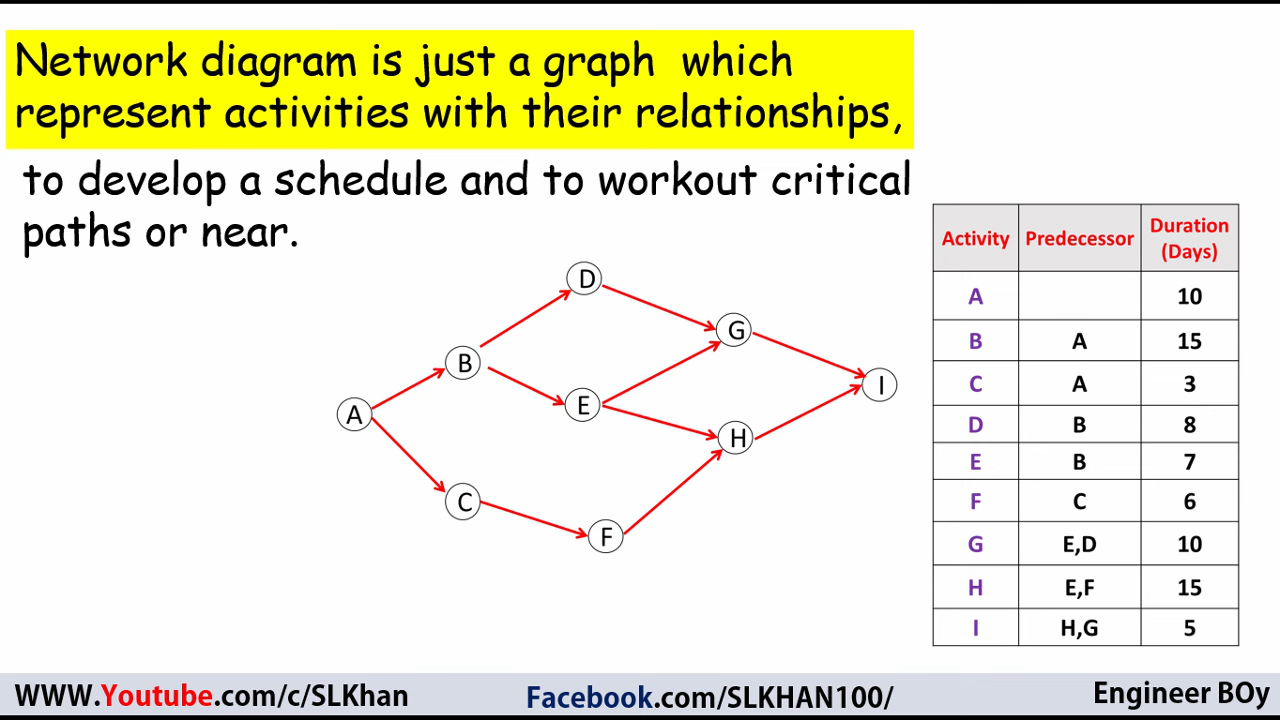 Network diagram is just a graph which
represent activities with their relationships,
to develop a schedule and to workout critical
paths or near.
D
G
B
I
E
A
H
C
F
Activity Predecessor Duration (Days)
A 10
B A 15
C A 3
D B 8
E B 7
F C 6
G E,D 10
H E,F 15
I H,G 5
WWW.Youtube.com/c/SLKhan Facebook.com/SLKHAN100/ Engineer BOy